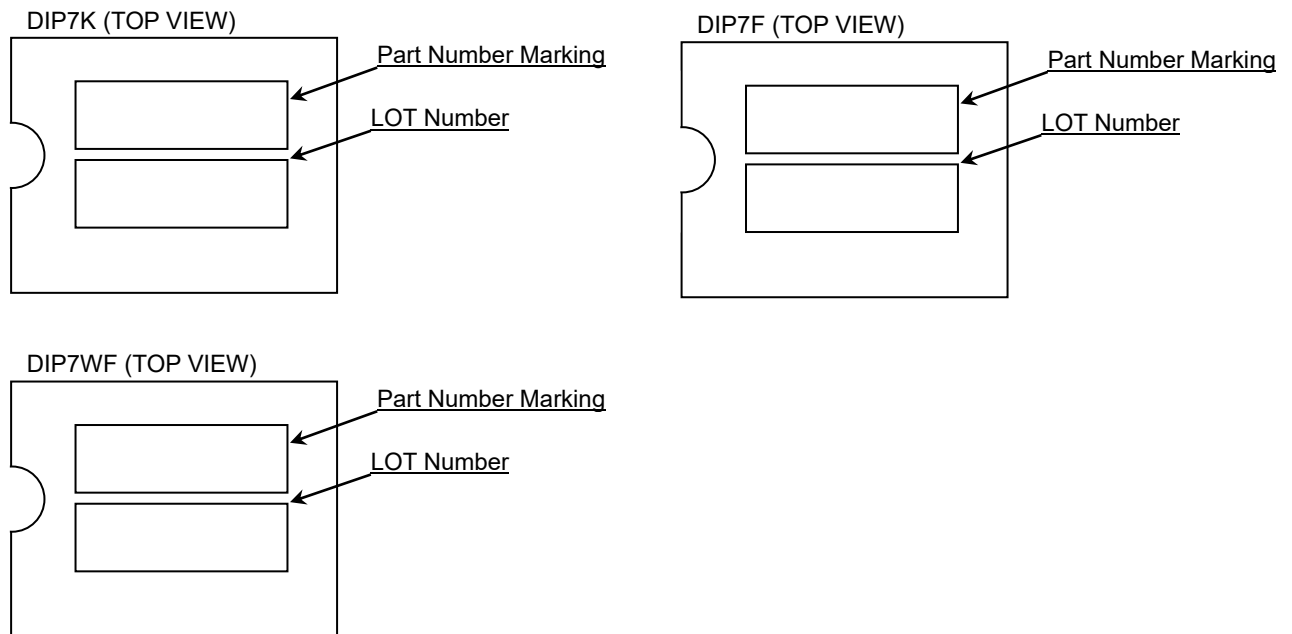 DIP7K (TOP VIEW)
Part Number Marking
LOT Number
DIP7F (TOP VIEW)
Part Number Marking
LOT Number
DIP7WF (TOP VIEW)
Part Number Marking
LOT Number